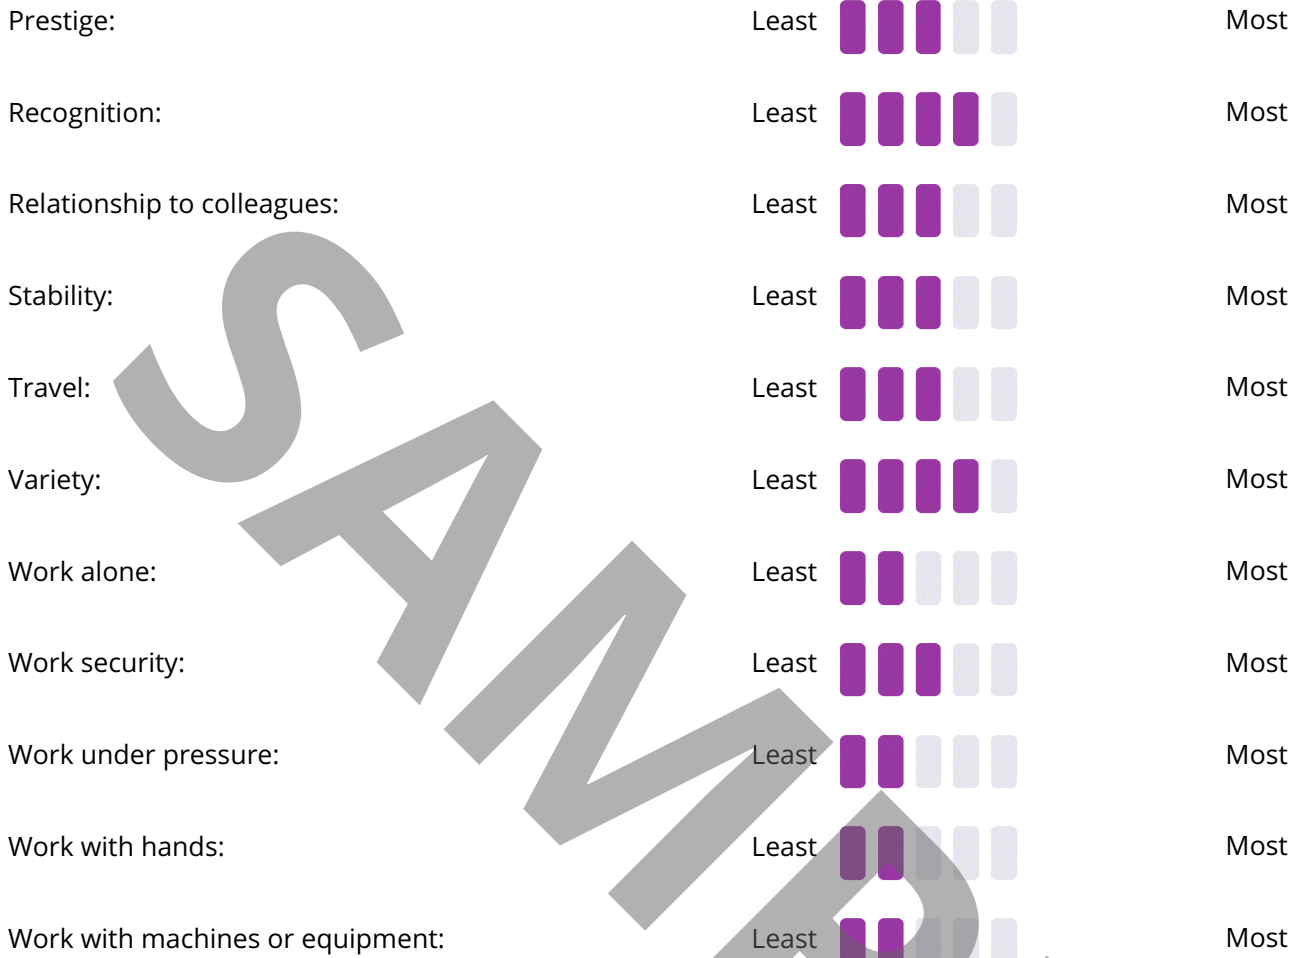 Prestige: Least Most
Recognition: Least Most
Relationship to colleagues: Least Most
Stability: Least Most
Travel: Least Most
Variety: Least Most
Work alone: Least Most
Work security: Least Most
Work under pressure: Least Most
Work with hands: Least Most
Work with machines or equipment: Least Most
SAMP